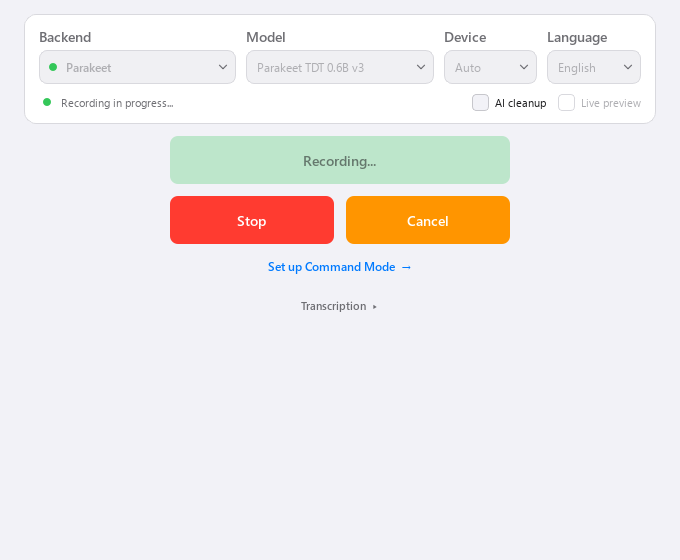 Backend Model Device Language
Parakeet Parakeet TDT 0.6B v3 Auto English
Recording in progress... AI cleanup Live preview
Recording...
Stop Cancel
Set up Command Mode →
Transcription ▸